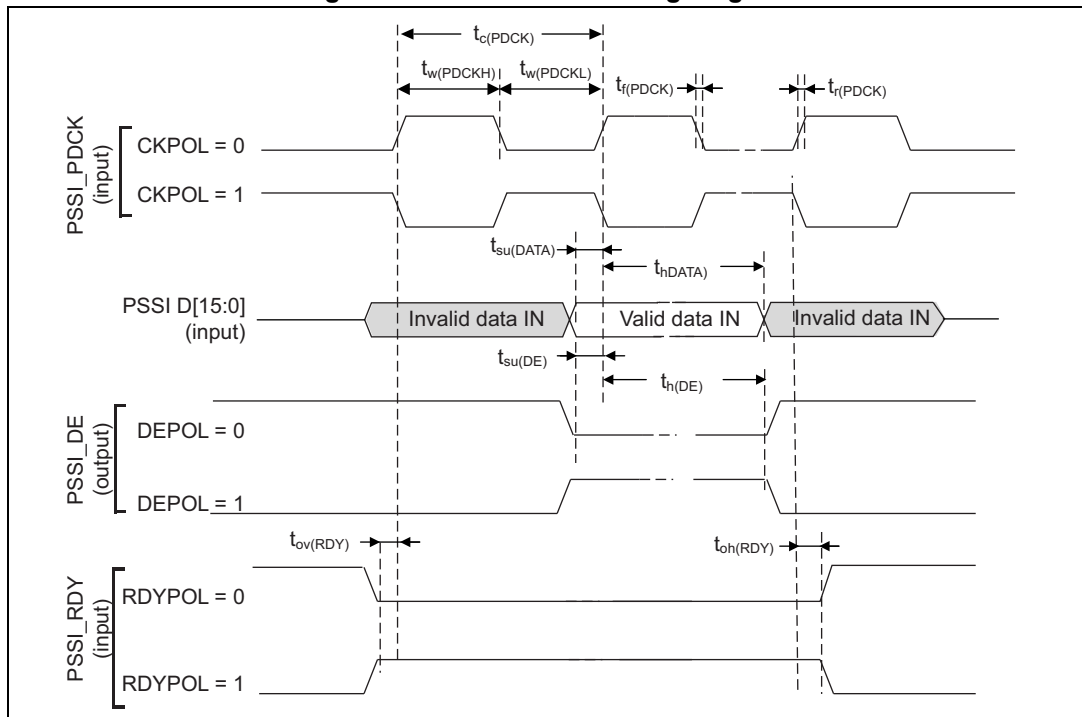 t_c(PDCK)
t_w(PDCKH) t_w(PDCKL) t_f(PDCK) t_r(PDCK)
PSSI_PDCK
(input)
CKPOL = 0
CKPOL = 1
t_su(DATA)
t_hDATA)
PSSI D[15:0]
(input)
Invalid data IN Valid data IN Invalid data IN
t_su(DE)
t_h(DE)
PSSI_DE
(output)
DEPOL = 0
DEPOL = 1
t_ov(RDY) t_oh(RDY)
PSSI_RDY
(input)
RDYPOL = 0
RDYPOL = 1